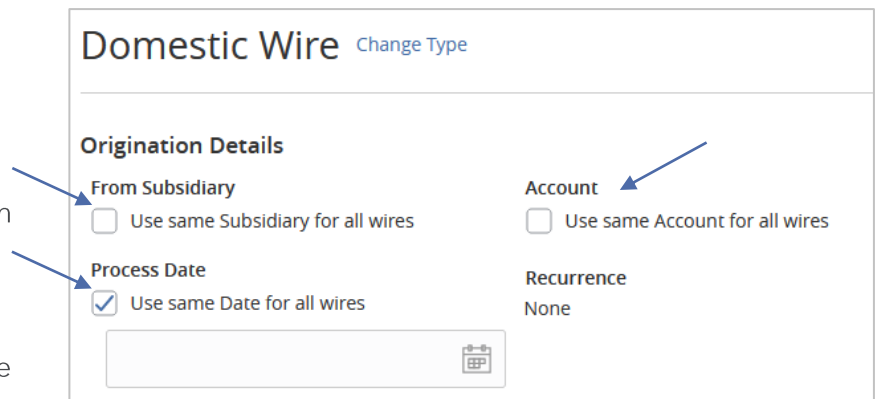 Domestic Wire Change Type
Origination Details
From Subsidiary
Use same Subsidiary for all wires
Account
Use same Account for all wires
Process Date
Use same Date for all wires
Recurrence
None